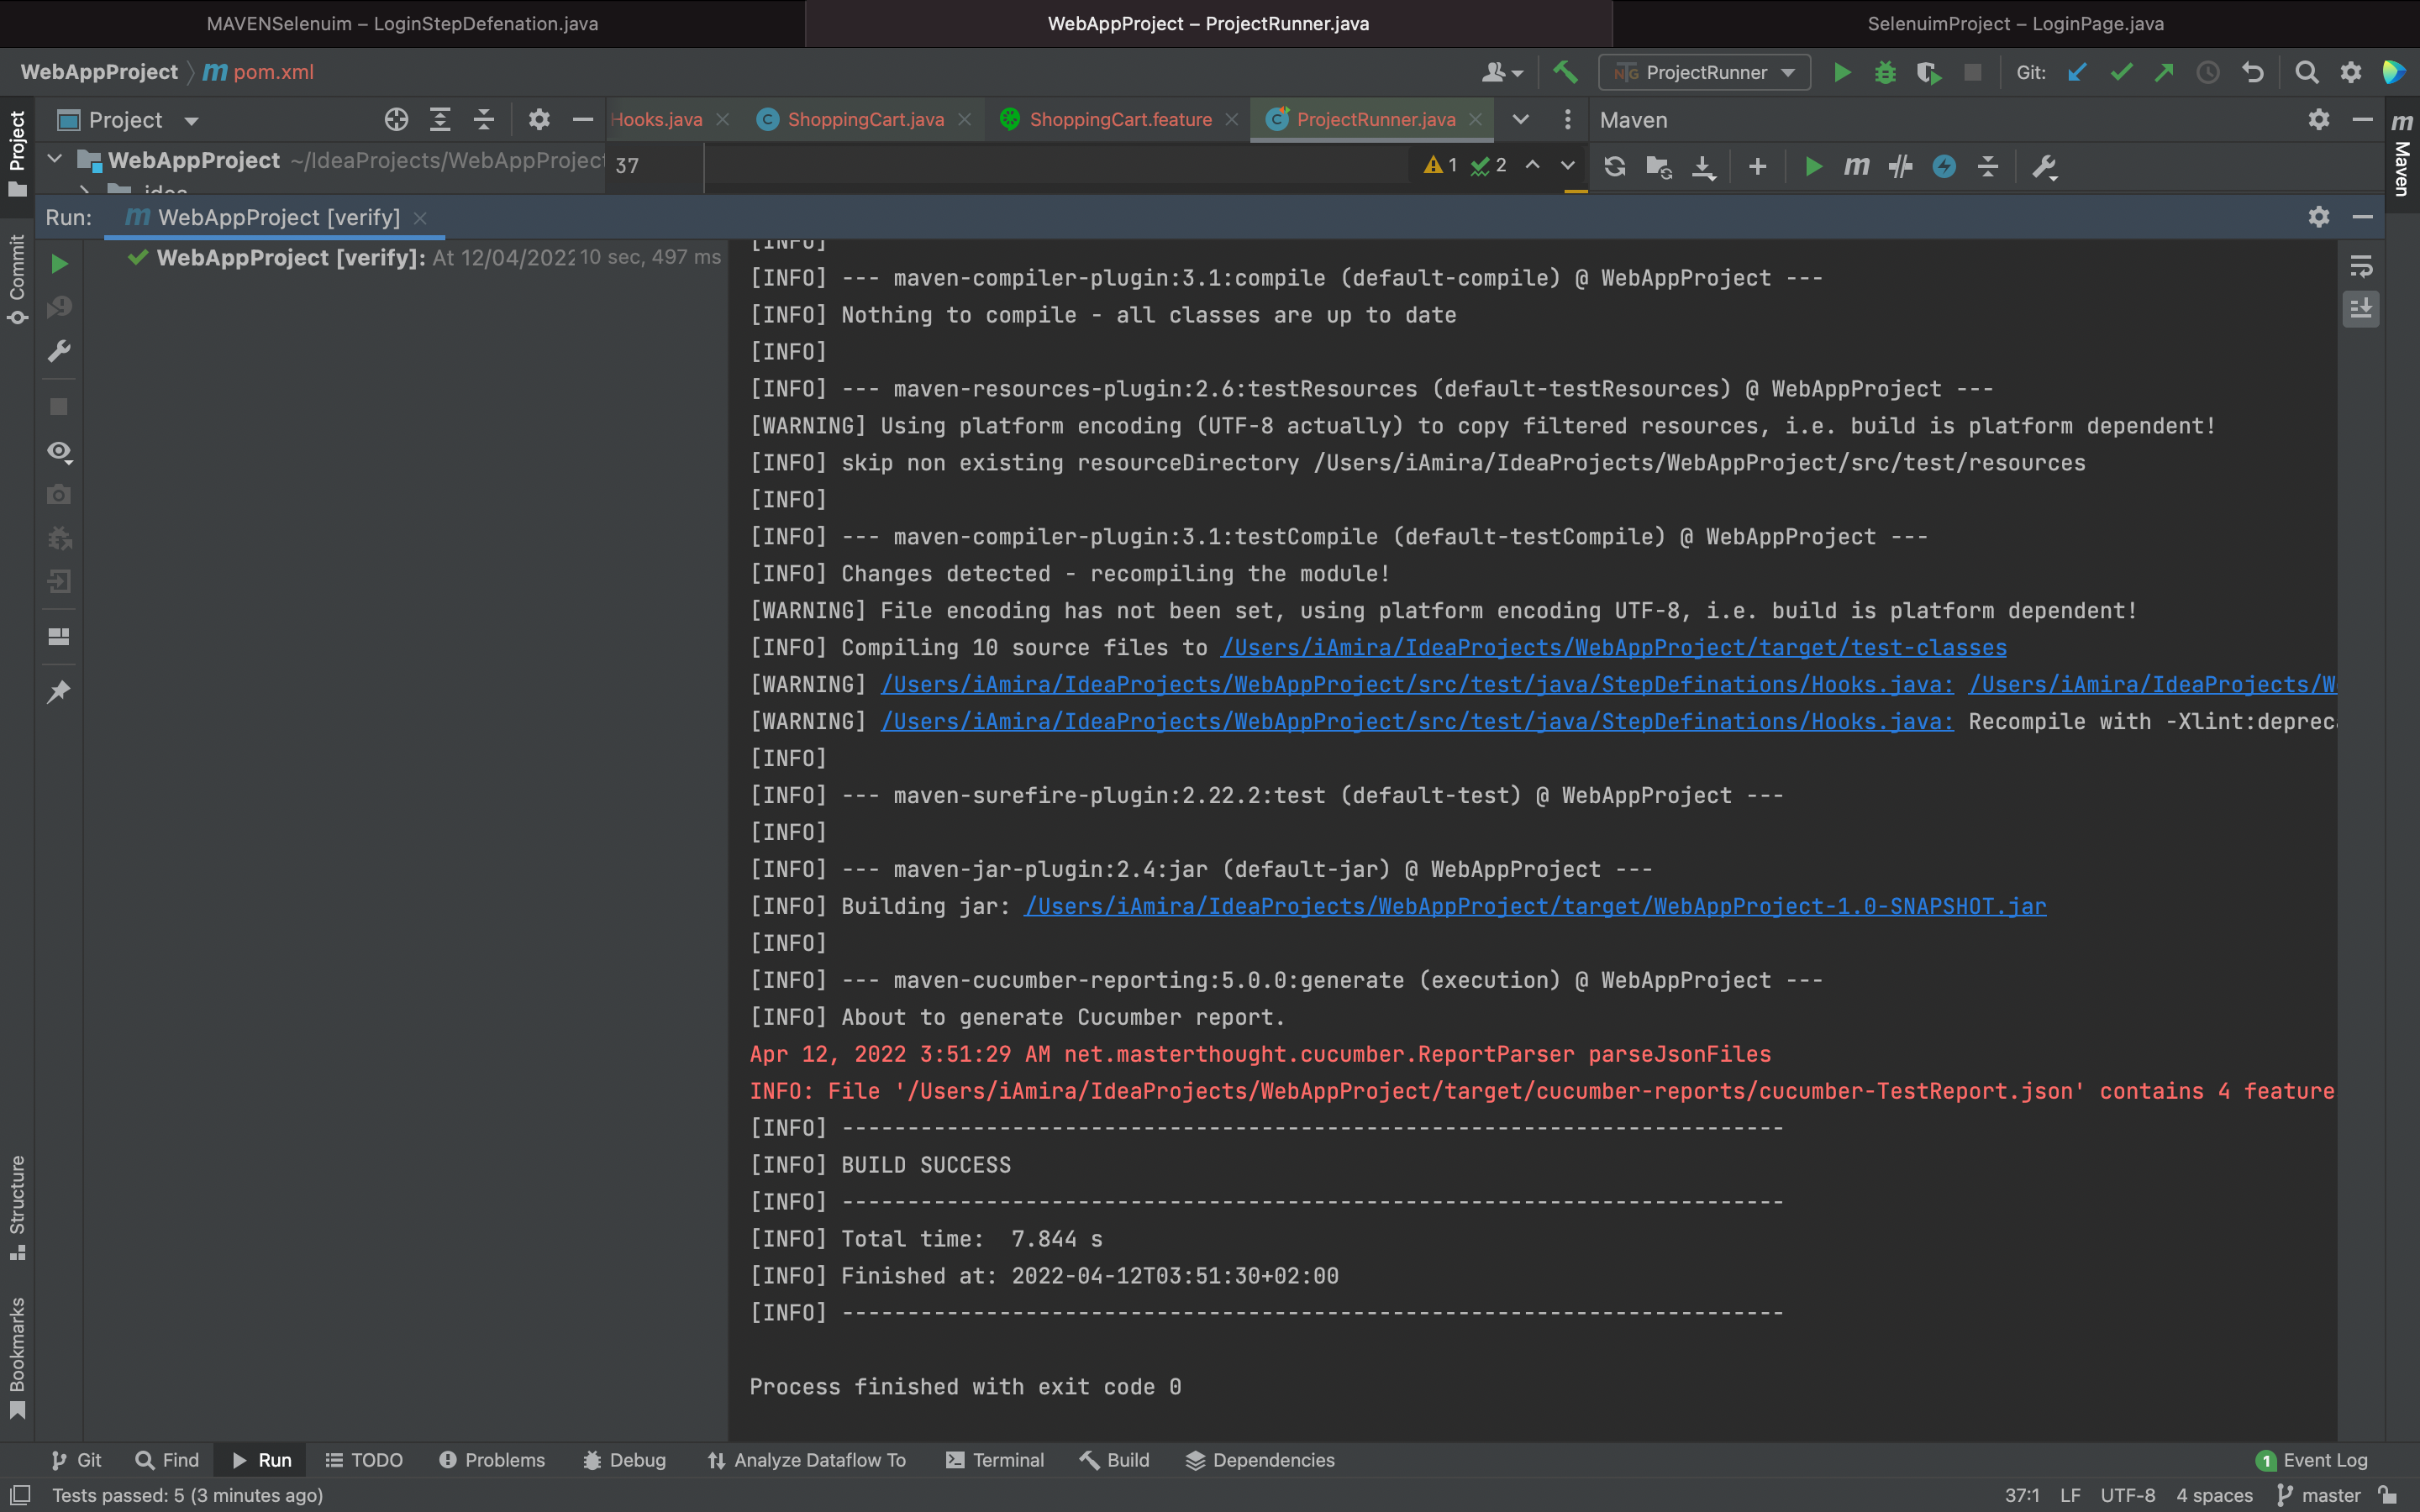 MAVENSelenuim – LoginStepDefenation.java
WebAppProject – ProjectRunner.java
SelenuimProject – LoginPage.java
WebAppProject pom.xml
ProjectRunner
Git:
Project
Project
Hooks.java
ShoppingCart.java
ShoppingCart.feature
ProjectRunner.java
Maven
Maven
WebAppProject ~/IdeaProjects/WebAppProject
37
1 2
Run: WebAppProject [verify]
Commit
WebAppProject [verify]: At 12/04/2022 10 sec, 497 ms
[INFO]
[INFO] --- maven-compiler-plugin:3.1:compile (default-compile) @ WebAppProject ---
[INFO] Nothing to compile - all classes are up to date
[INFO]
[INFO] --- maven-resources-plugin:2.6:testResources (default-testResources) @ WebAppProject ---
[WARNING] Using platform encoding (UTF-8 actually) to copy filtered resources, i.e. build is platform dependent!
[INFO] skip non existing resourceDirectory /Users/iAmira/IdeaProjects/WebAppProject/src/test/resources
[INFO]
[INFO] --- maven-compiler-plugin:3.1:testCompile (default-testCompile) @ WebAppProject ---
[INFO] Changes detected - recompiling the module!
[WARNING] File encoding has not been set, using platform encoding UTF-8, i.e. build is platform dependent!
[INFO] Compiling 10 source files to /Users/iAmira/IdeaProjects/WebAppProject/target/test-classes
[WARNING] /Users/iAmira/IdeaProjects/WebAppProject/src/test/java/StepDefinations/Hooks.java: /Users/iAmira/IdeaProjects/W
[WARNING] /Users/iAmira/IdeaProjects/WebAppProject/src/test/java/StepDefinations/Hooks.java: Recompile with -Xlint:depreca
[INFO]
[INFO] --- maven-surefire-plugin:2.22.2:test (default-test) @ WebAppProject ---
[INFO]
[INFO] --- maven-jar-plugin:2.4:jar (default-jar) @ WebAppProject ---
[INFO] Building jar: /Users/iAmira/IdeaProjects/WebAppProject/target/WebAppProject-1.0-SNAPSHOT.jar
[INFO]
[INFO] --- maven-cucumber-reporting:5.0.0:generate (execution) @ WebAppProject ---
[INFO] About to generate Cucumber report.
Apr 12, 2022 3:51:29 AM net.masterthought.cucumber.ReportParser parseJsonFiles
INFO: File '/Users/iAmira/IdeaProjects/WebAppProject/target/cucumber-reports/cucumber-TestReport.json' contains 4 feature
[INFO] ------------------------------------------------------------------------
[INFO] BUILD SUCCESS
[INFO] ------------------------------------------------------------------------
[INFO] Total time:  7.844 s
[INFO] Finished at: 2022-04-12T03:51:30+02:00
[INFO] ------------------------------------------------------------------------
Process finished with exit code 0
Structure
Bookmarks
Git
Find
Run
TODO
Problems
Debug
Analyze Dataflow To
Terminal
Build
Dependencies
1 Event Log
Tests passed: 5 (3 minutes ago)
37:1 LF UTF-8 4 spaces master